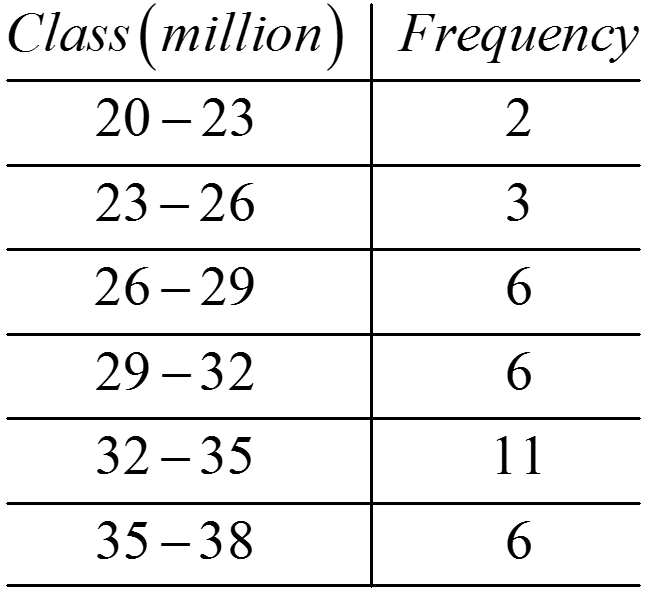 Class (million) Frequency
20 – 23 2
23 – 26 3
26 – 29 6
29 – 32 6
32 – 35 11
35 – 38 6